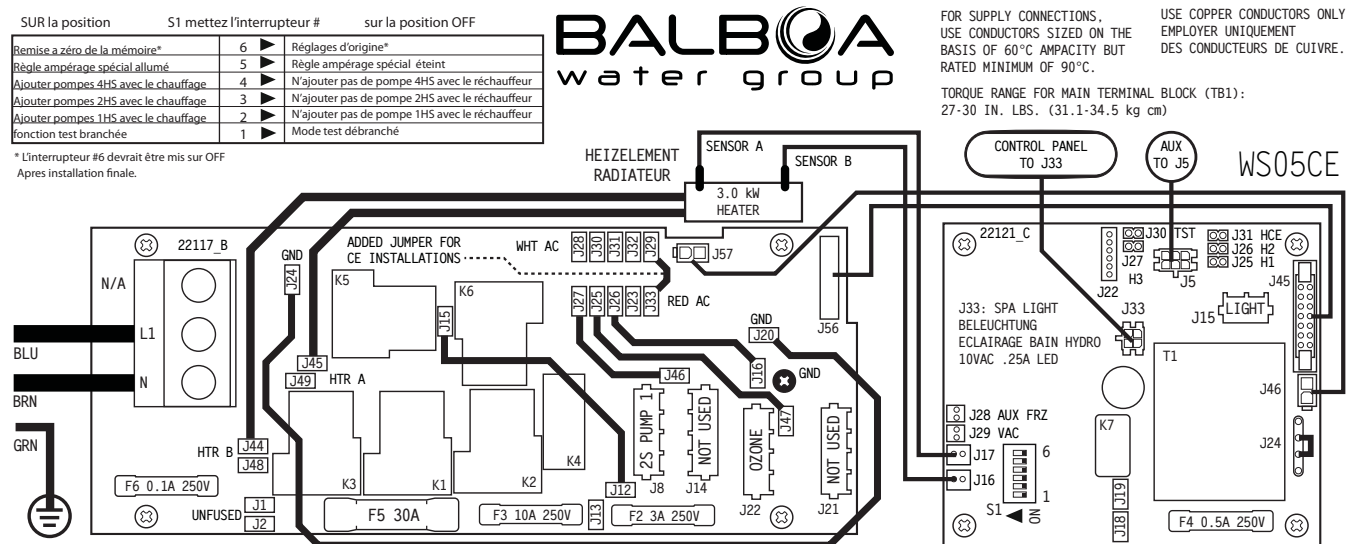 SUR la position S1 mettez l'interrupteur # sur la position OFF
Remise a zéro de la mémoire* 6 ▶ Réglages d'origine*
Règle ampérage spécial allumé 5 ▶ Règle ampérage spécial éteint
Ajouter pompes 4HS avec le chauffage 4 ▶ N'ajouter pas de pompe 4HS avec le réchauffeur
Ajouter pompes 2HS avec le chauffage 3 ▶ N'ajouter pas de pompe 2HS avec le réchauffeur
Ajouter pompes 1HS avec le chauffage 2 ▶ N'ajouter pas de pompe 1HS avec le réchauffeur
fonction test branchée 1 ▶ Mode test débranché
* L'interrupteur #6 devrait être mis sur OFF
Apres installation finale.
BALBOA
water group
FOR SUPPLY CONNECTIONS,
USE CONDUCTORS SIZED ON THE
BASIS OF 60°C AMPACITY BUT
RATED MINIMUM OF 90°C.
USE COPPER CONDUCTORS ONLY
EMPLOYER UNIQUEMENT
DES CONDUCTEURS DE CUIVRE.
TORQUE RANGE FOR MAIN TERMINAL BLOCK (TB1):
27-30 IN. LBS. (31.1-34.5 kg cm)
HEIZELEMENT
RADIATEUR
SENSOR A
SENSOR B
3.0 kW
HEATER
CONTROL PANEL
TO J33
AUX
TO J5
WS05CE
22117_B
GND
J24
ADDED JUMPER FOR
CE INSTALLATIONS
WHT AC
J28
J30
J31
J32
J29
J57
N/A
K5
K6
J15
RED AC
J27
J25
J26
J23
J33
J56
L1
BLU
N
BRN
GRN
J45
J49
HTR A
GND
J20
J16
GND
J46
J47
HTR B
J44
J48
K3
K1
K2
K4
J12
2S PUMP 1
J8
NOT USED
J14
OZONE
J22
NOT USED
J21
F6 0.1A 250V
UNFUSED
J1
J2
F5 30A
F3 10A 250V
J13
F2 3A 250V
22121_C
J30 TST
J27
H3
J22
J5
J31 HCE
J26 H2
J25 H1
J45
J33: SPA LIGHT
BELEUCHTUNG
ECLAIRAGE BAIN HYDRO
10VAC .25A LED
J33
J15
LIGHT
T1
J46
J24
J28 AUX FRZ
J29 VAC
J17
J16
6
1
S1
ON
K7
J19
J18
F4 0.5A 250V